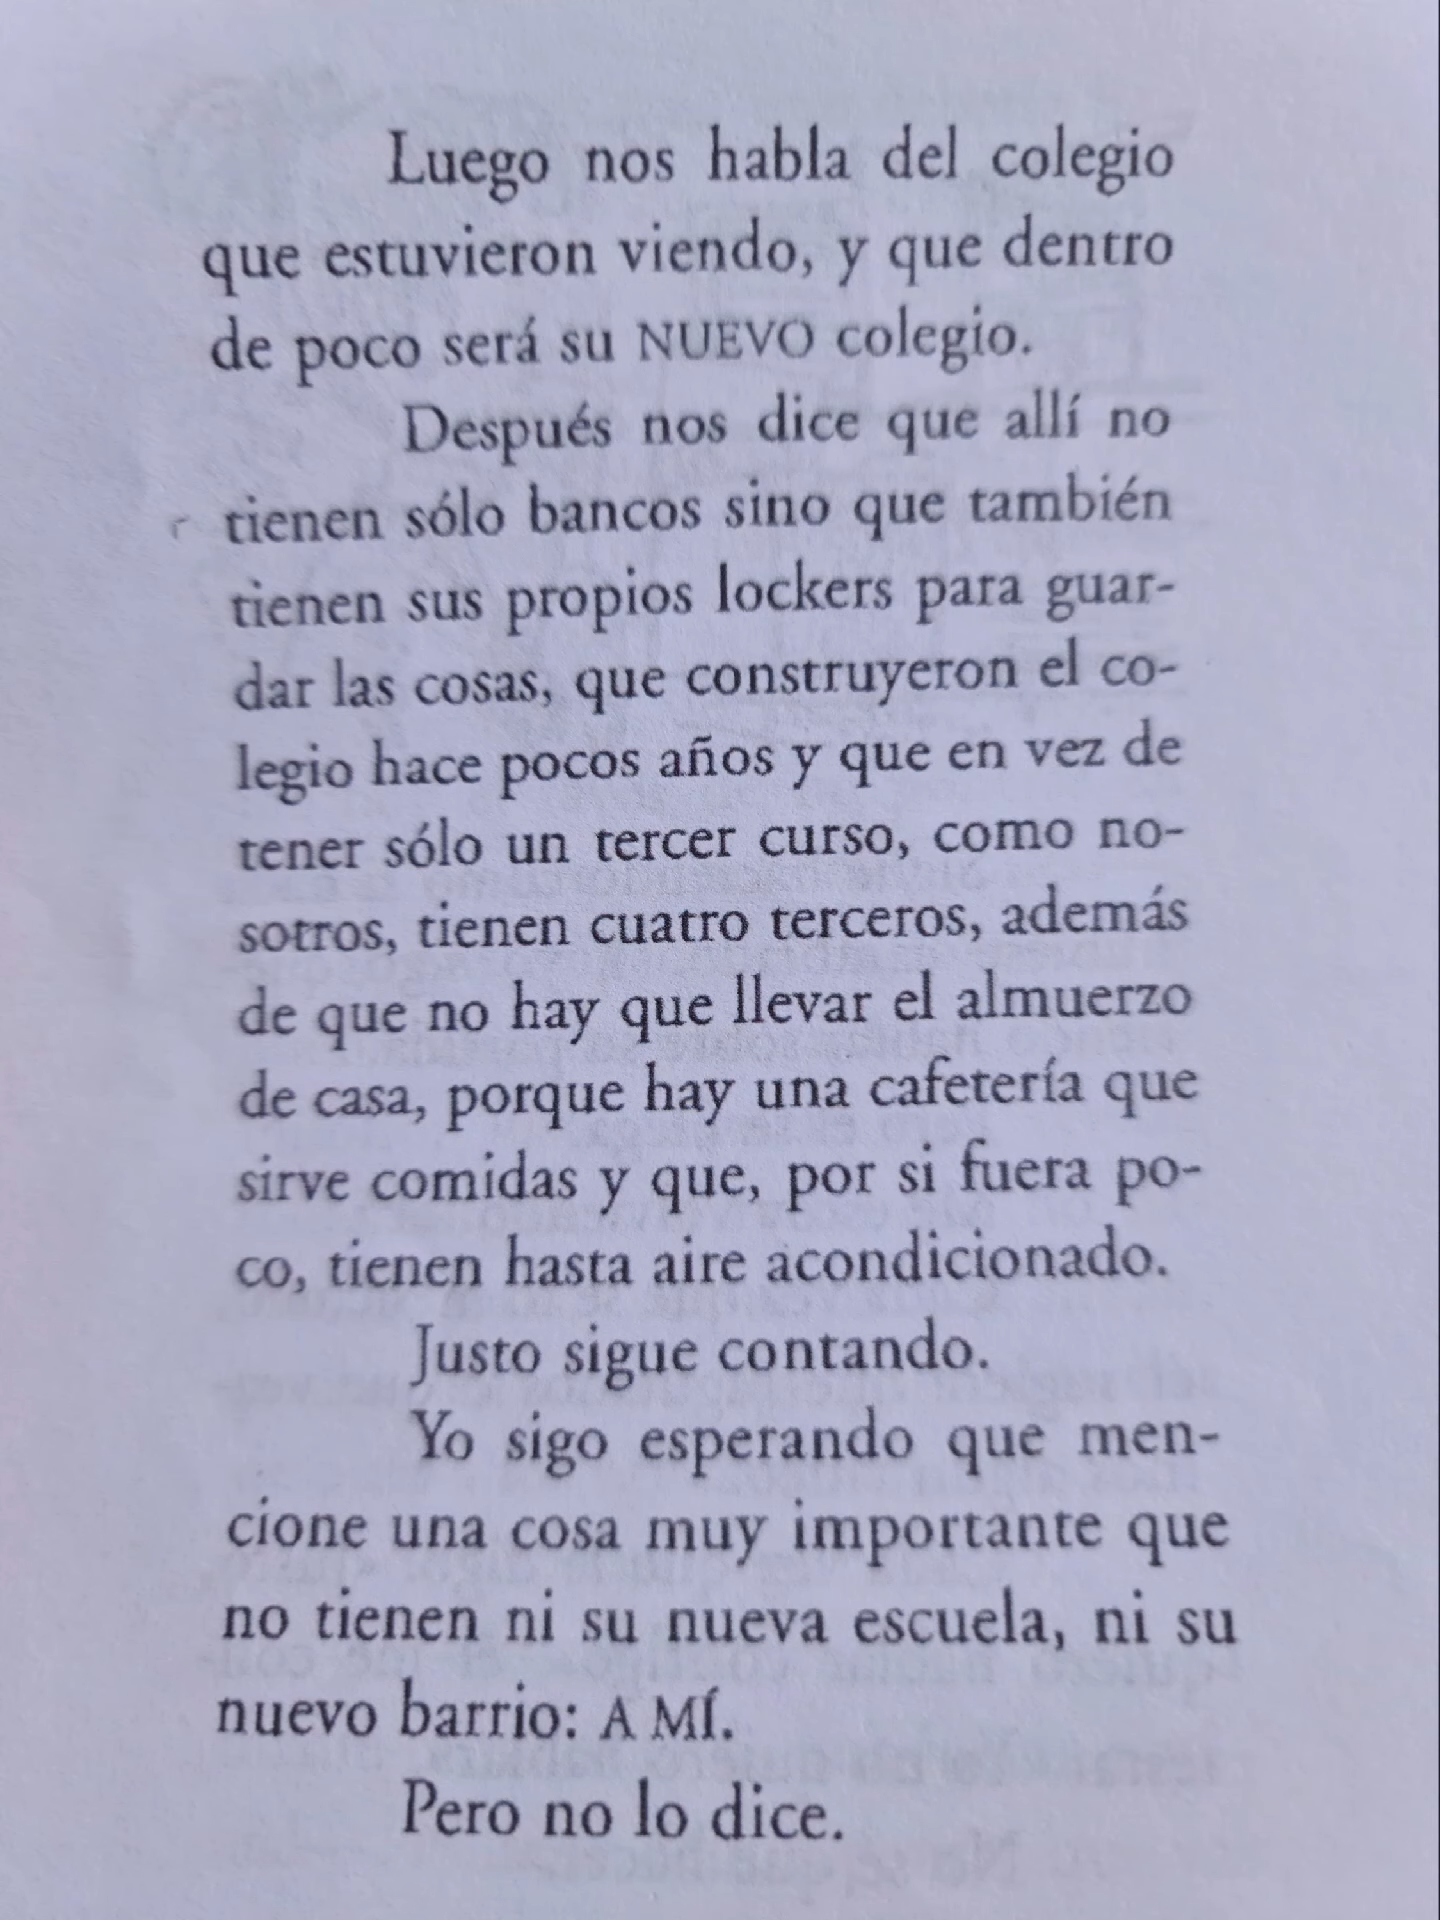 Luego nos habla del colegio
que estuvieron viendo, y que dentro
de poco será su NUEVO colegio.
Después nos dice que allí no
tienen sólo bancos sino que también
tienen sus propios lockers para guar-
dar las cosas, que construyeron el co-
legio hace pocos años y que en vez de
tener sólo un tercer curso, como no-
sotros, tienen cuatro terceros, además
de que no hay que llevar el almuerzo
de casa, porque hay una cafetería que
sirve comidas y que, por si fuera po-
co, tienen hasta aire acondicionado.
Justo sigue contando.
Yo sigo esperando que men-
cione una cosa muy importante que
no tienen ni su nueva escuela, ni su
nuevo barrio: A MÍ.
Pero no lo dice.